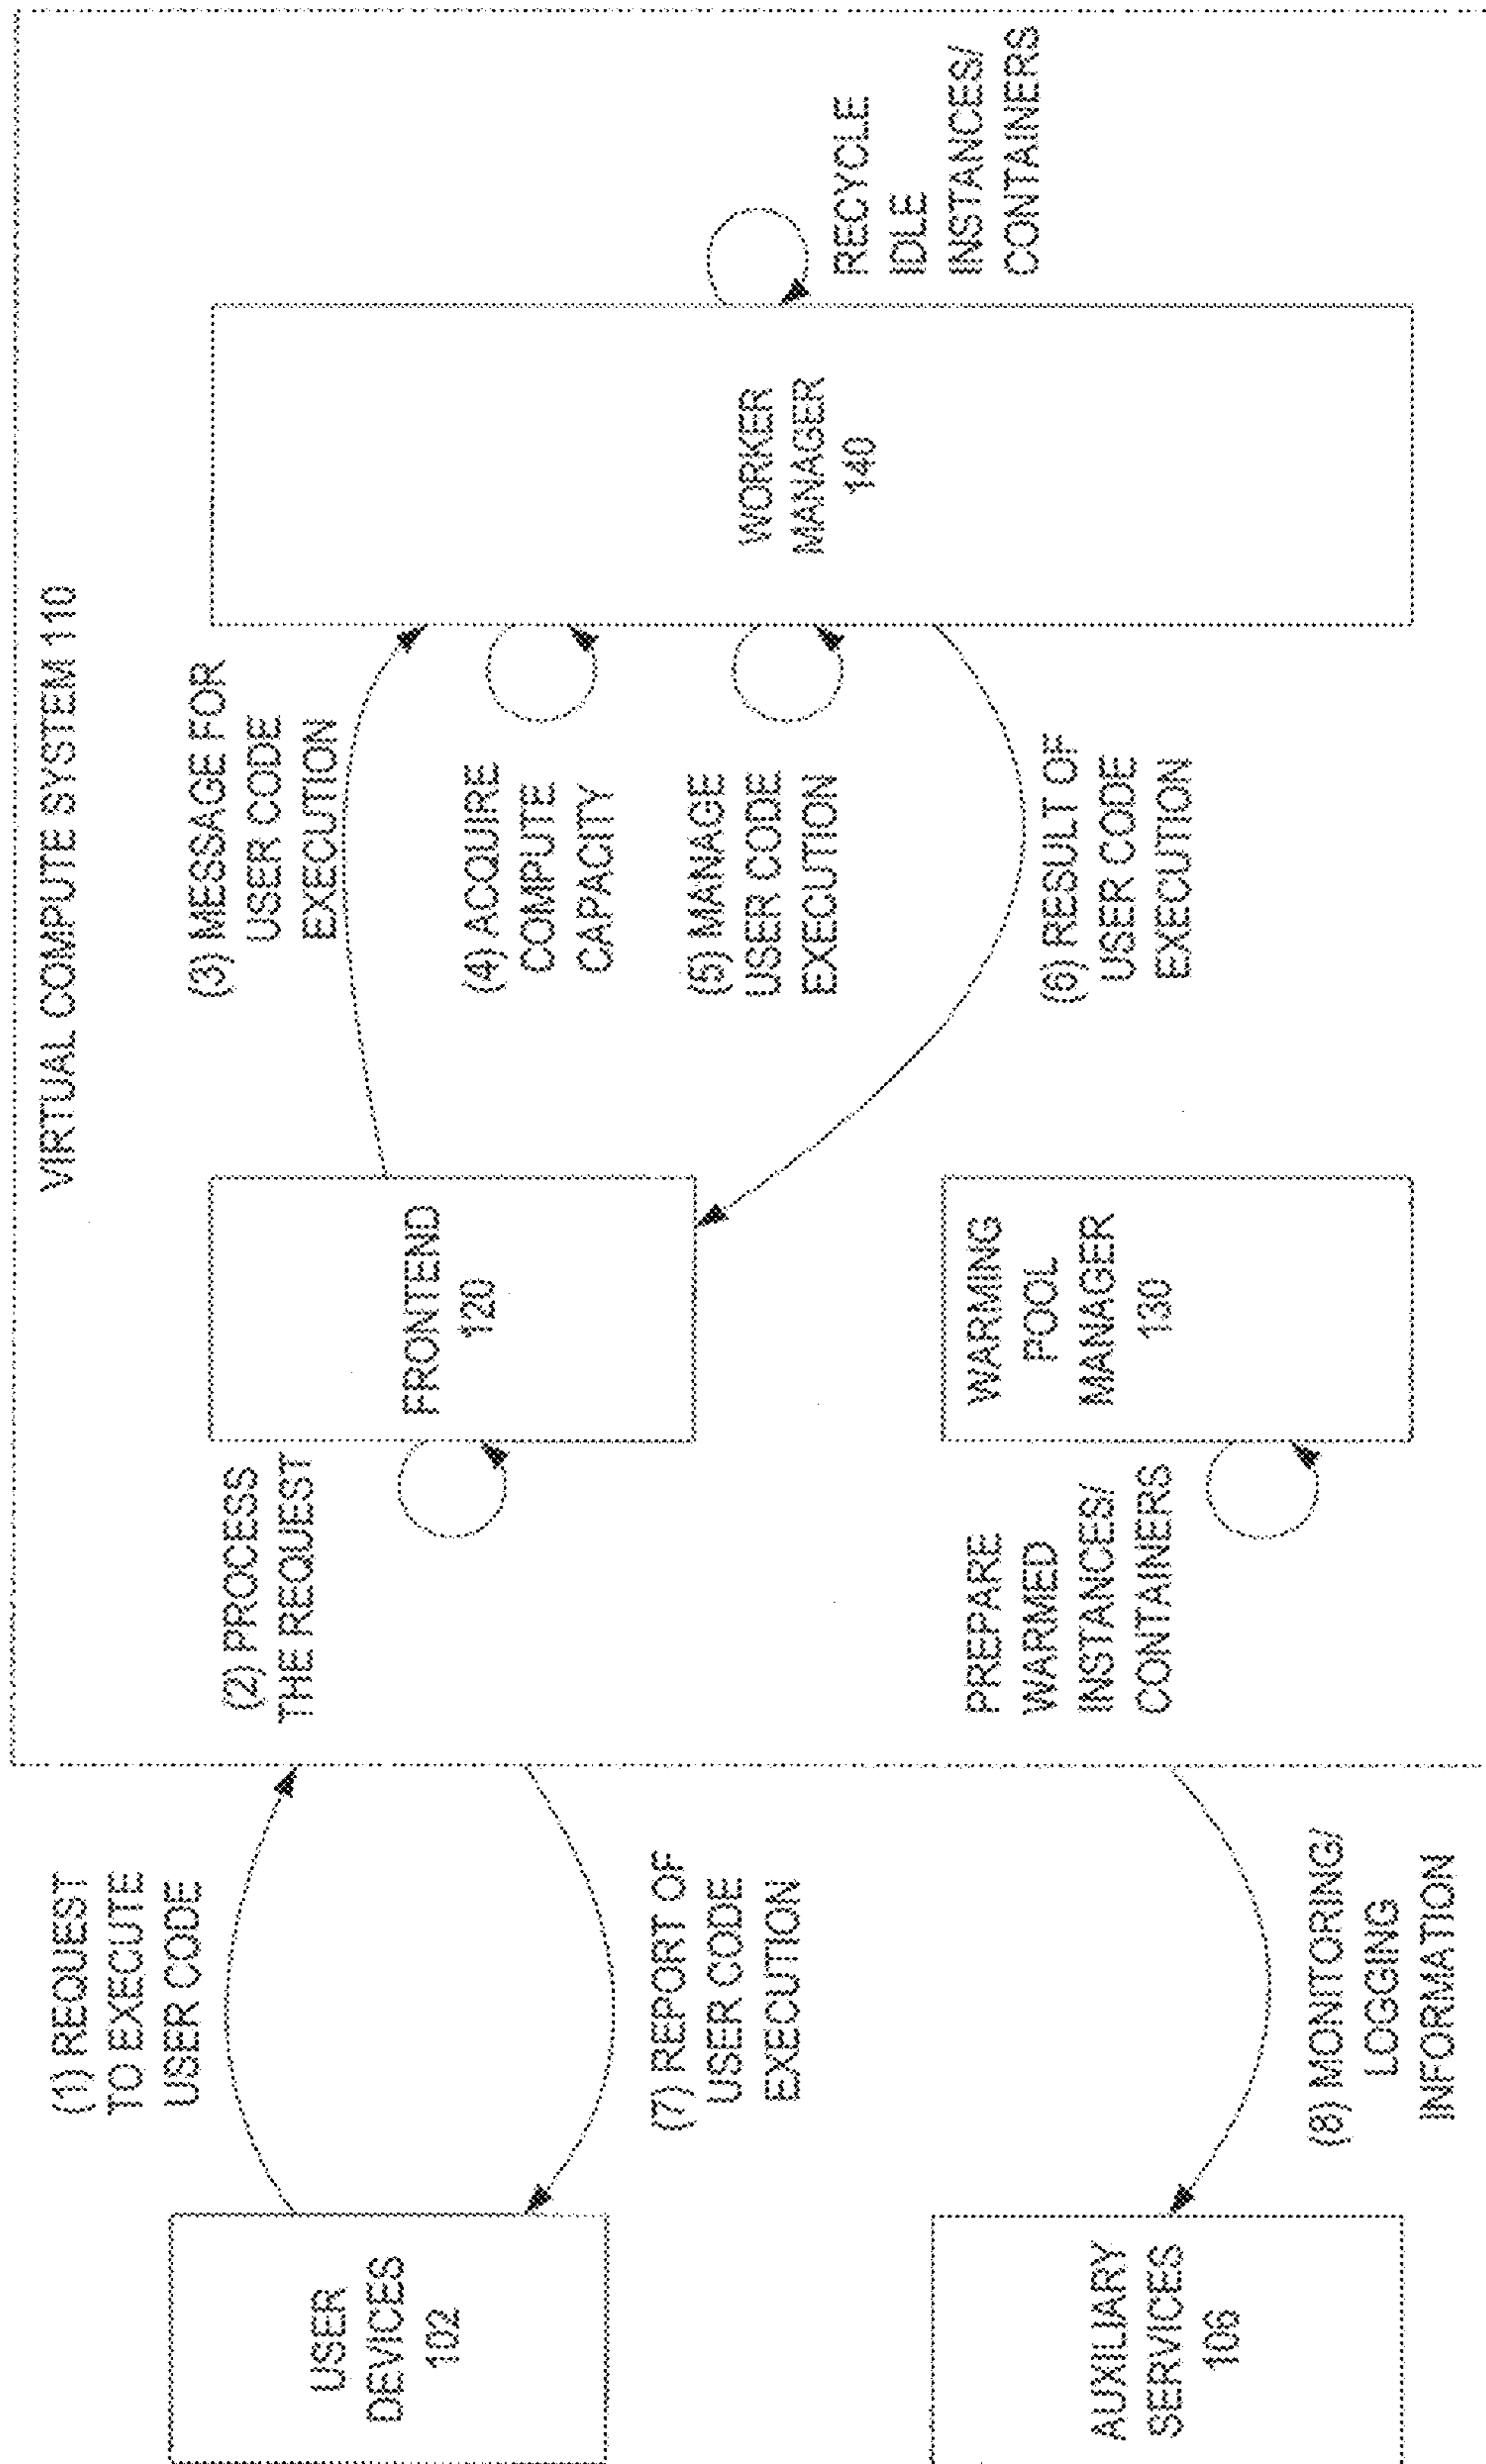 VIRTUAL COMPUTE SYSTEM 110
(1) REQUEST
TO EXECUTE
USER CODE
USER
DEVICES
102
(7) REPORT OF
USER CODE
EXECUTION
(2) PROCESS
THE REQUEST
FRONTEND
120
(3) MESSAGE FOR
USER CODE
EXECUTION
(4) ACQUIRE
COMPUTE
CAPACITY
(5) MANAGE
USER CODE
EXECUTION
(6) RESULT OF
USER CODE
EXECUTION
WORKER
MANAGER
140
RECYCLE
IDLE
INSTANCES/
CONTAINERS
AUXILIARY
SERVICES
106
(8) MONITORING/
LOGGING
INFORMATION
PREPARE
WARMED
INSTANCES/
CONTAINERS
WARMING
POOL
MANAGER
130